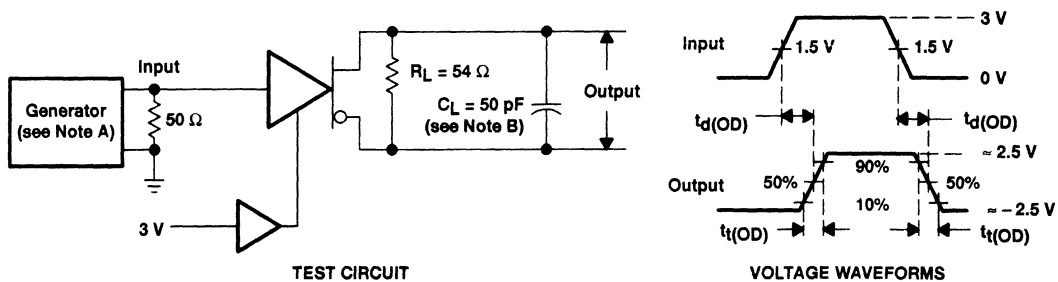 Generator
(see Note A)
Input
50 Ω
3 V
R_L = 54 Ω
C_L = 50 pF
(see Note B)
Output
TEST CIRCUIT
3 V
Input
1.5 V
1.5 V
0 V
t_d(OD)
t_d(OD)
≈ 2.5 V
Output
50%
90%
50%
10%
≈ – 2.5 V
t_t(OD)
t_t(OD)
VOLTAGE WAVEFORMS